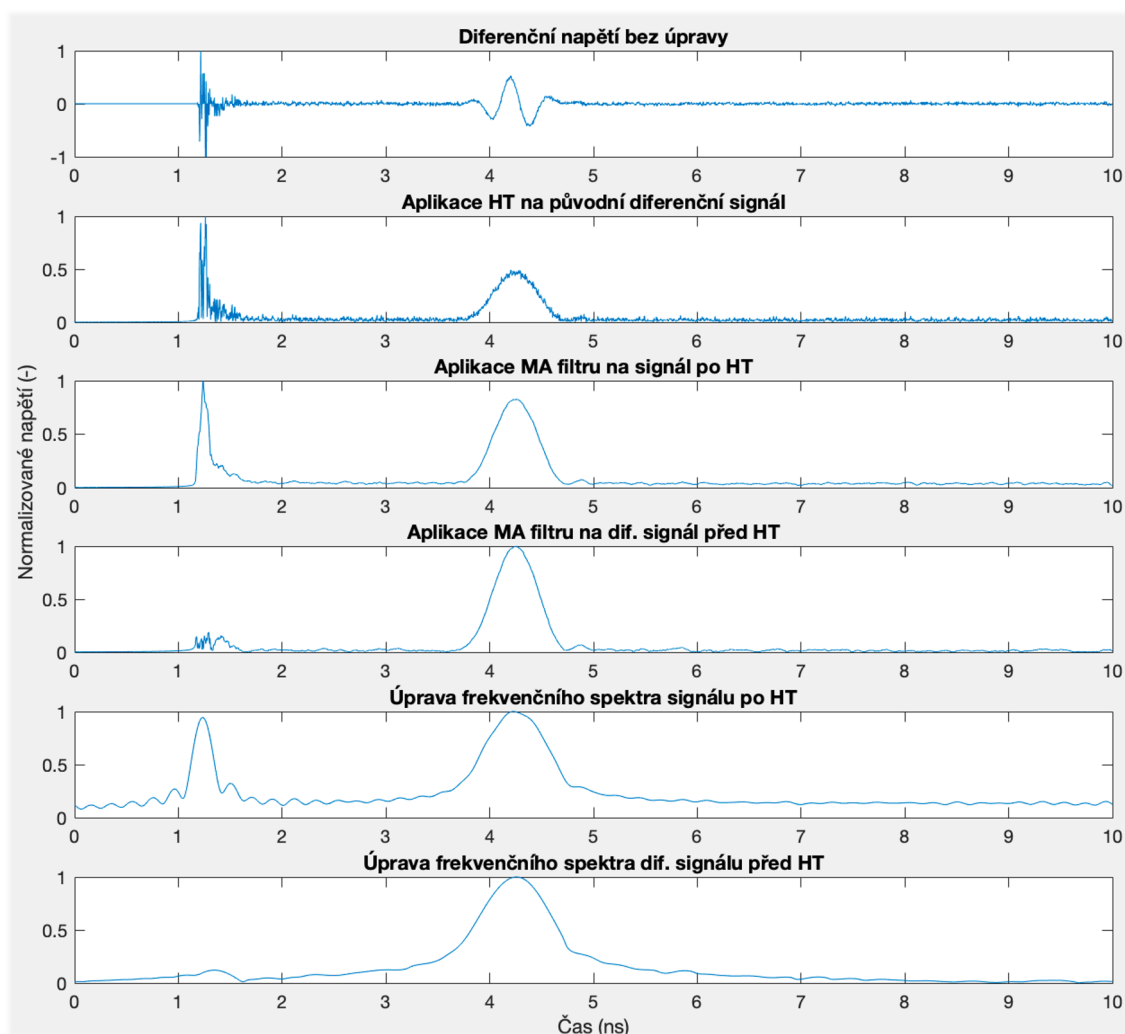 Diferenční napětí bez úpravy
1
0
-1
0 1 2 3 4 5 6 7 8 9 10
Aplikace HT na původní diferenční signál
1
0.5
0
0 1 2 3 4 5 6 7 8 9 10
Aplikace MA filtru na signál po HT
1
0.5
0
0 1 2 3 4 5 6 7 8 9 10
Normalizované napětí (-)
Aplikace MA filtru na dif. signál před HT
1
0.5
0
0 1 2 3 4 5 6 7 8 9 10
Úprava frekvenčního spektra signálu po HT
1
0.5
0
0 1 2 3 4 5 6 7 8 9 10
Úprava frekvenčního spektra dif. signálu před HT
1
0.5
0
0 1 2 3 4 5 6 7 8 9 10
Čas (ns)